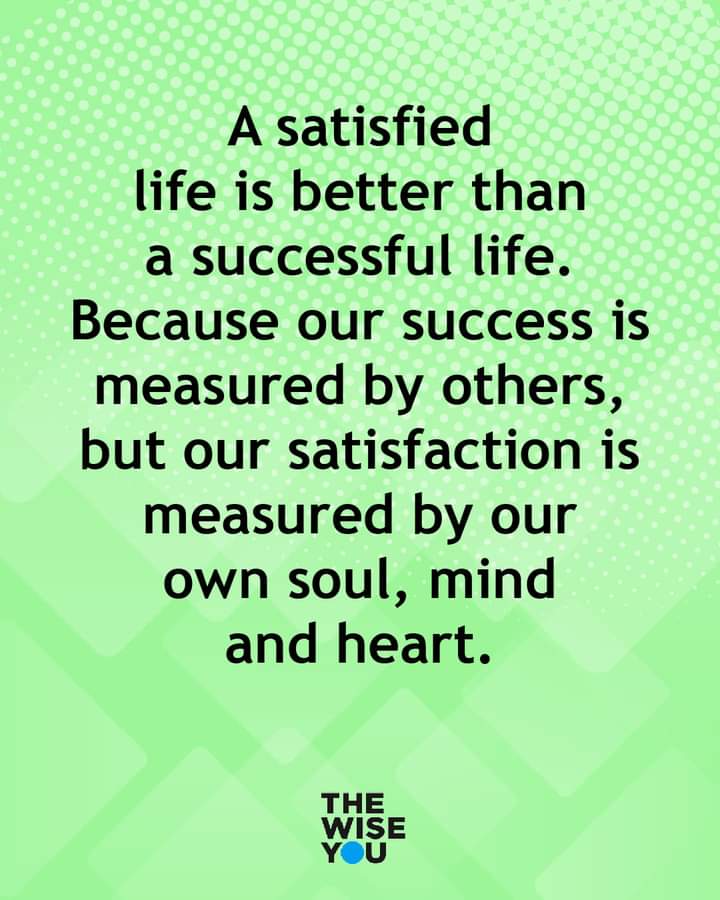 A satisfied
life is better than
a successful life.
Because our success is
measured by others,
but our satisfaction is
measured by our
own soul, mind
and heart.
THE
WISE
YOU